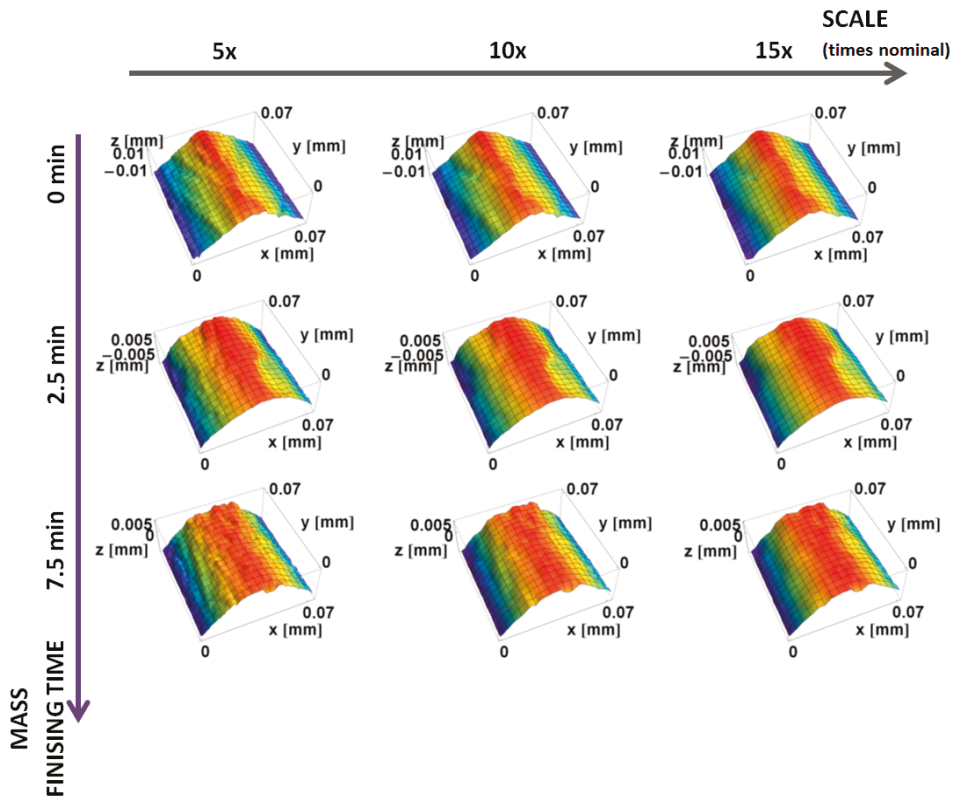 SCALE
(times nominal)
5x 10x 15x
0 min
0.07
z [mm]
0.01
−0.01
y [mm]
0
0.07
x [mm]
0
0.07
z [mm]
0.01
−0.01
y [mm]
0
0.07
x [mm]
0
0.07
z [mm]
0.01
−0.01
y [mm]
0
0.07
x [mm]
0
2.5 min
0.07
0.005
−0.005
z [mm]
y [mm]
0
0.07
x [mm]
0
0.07
0.005
−0.005
z [mm]
y [mm]
0
0.07
x [mm]
0
0.07
0.005
−0.005
z [mm]
y [mm]
0
0.07
x [mm]
0
7.5 min
0.07
0.005
0
z [mm]
y [mm]
0
0.07
x [mm]
0
0.07
0.005
0
z [mm]
y [mm]
0
0.07
x [mm]
0
0.07
0.005
0
z [mm]
y [mm]
0
0.07
x [mm]
0
MASS
FINISING TIME